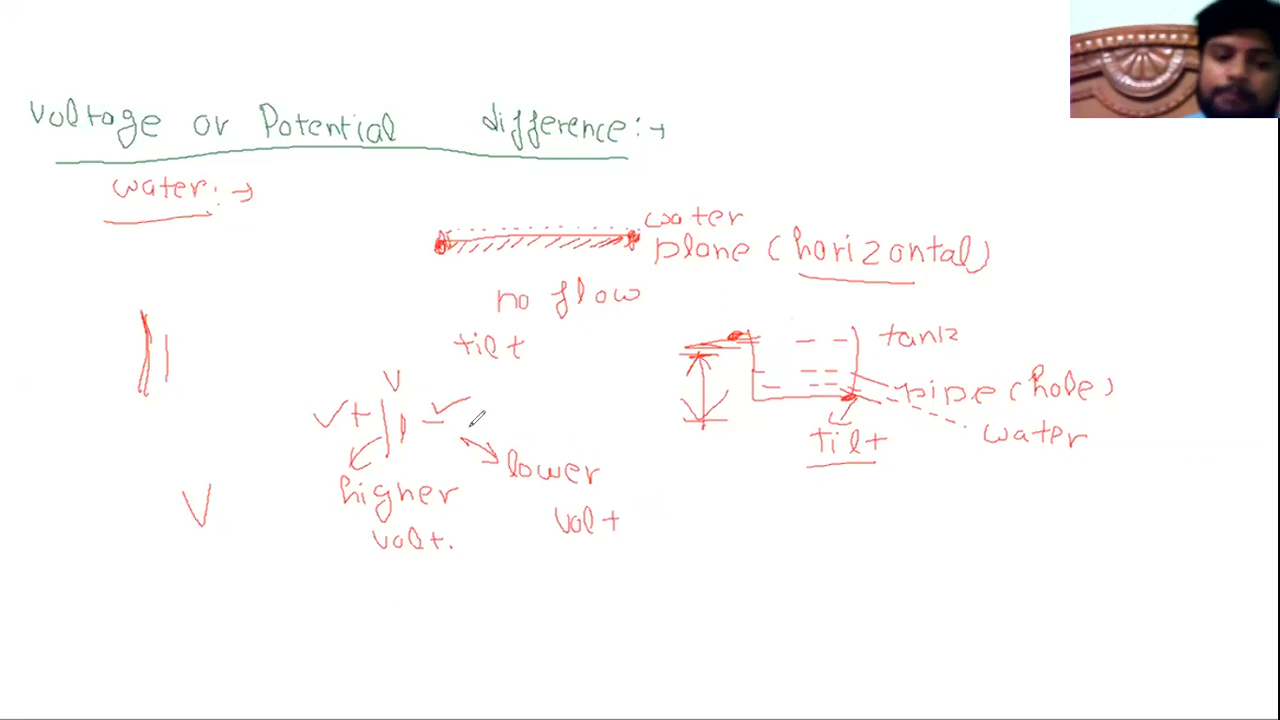 Voltage or Potential difference:→
water:→
water
plane (horizontal)
no flow
tilt
tank
pipe (hole)
water
tilt
V
+ -
higher
volt.
lower
volt
V